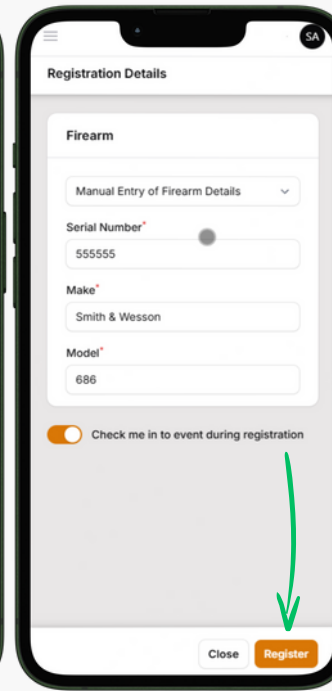 SA
Registration Details
Firearm
Manual Entry of Firearm Details
Serial Number*
555555
Make*
Smith & Wesson
Model*
686
Check me in to event during registration
Close
Register